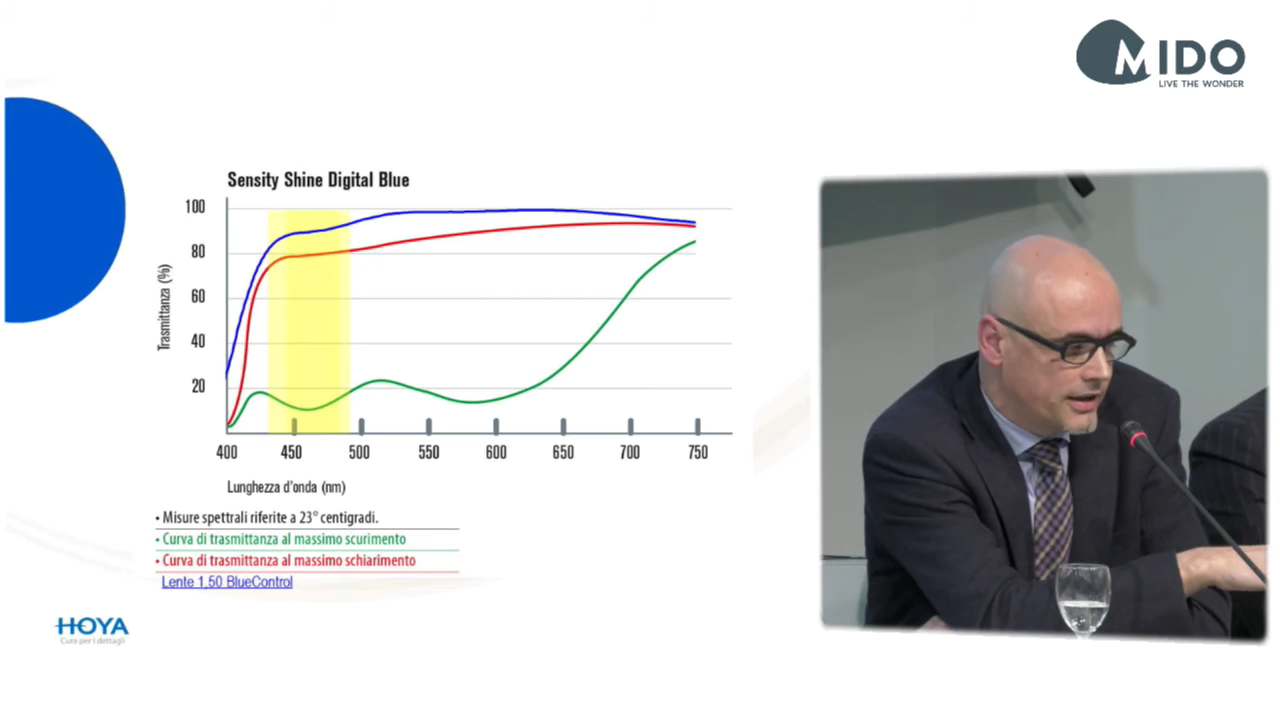 MIDO
LIVE THE WONDER
Sensity Shine Digital Blue
Trasmittanza (%)
100
80
60
40
20
400 450 500 550 600 650 700 750
Lunghezza d'onda (nm)
• Misure spettrali riferite a 23° centigradi.
• Curva di trasmittanza al massimo scurimento
• Curva di trasmittanza al massimo schiarimento
Lente 1,50 BlueControl
HOYA
Cura per i dettagli